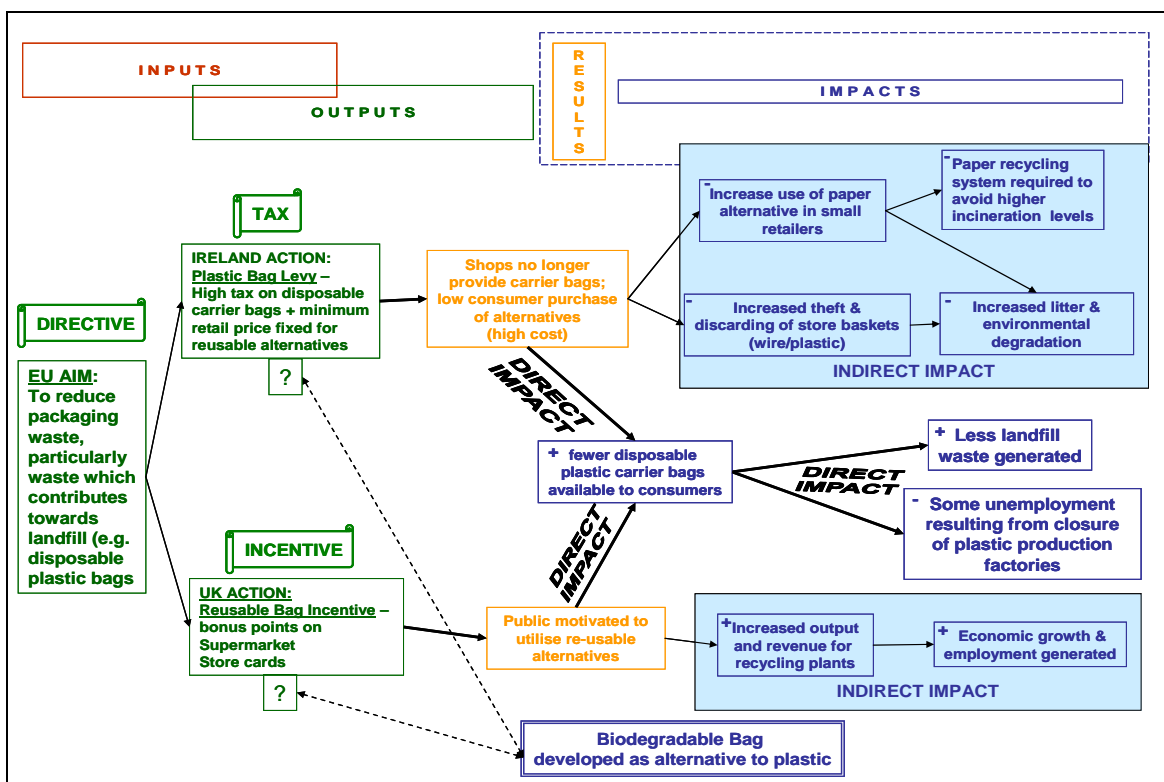 INPUTS
OUTPUTS
RESULTS
IMPACTS
TAX
IRELAND ACTION:
Plastic Bag Levy –
High tax on disposable
carrier bags + minimum
retail price fixed for
reusable alternatives
?
DIRECTIVE
EU AIM:
To reduce
packaging
waste,
particularly
waste which
contributes
towards
landfill (e.g.
disposable
plastic bags
INCENTIVE
UK ACTION:
Reusable Bag Incentive –
bonus points on
Supermarket
Store cards
?
Shops no longer
provide carrier bags;
low consumer purchase
of alternatives
(high cost)
- Increase use of paper
alternative in small
retailers
- Paper recycling
system required to
avoid higher
incineration levels
- Increased theft &
discarding of store baskets
(wire/plastic)
- Increased litter &
environmental
degradation
INDIRECT IMPACT
DIRECT
IMPACT
+ fewer disposable
plastic carrier bags
available to consumers
DIRECT
IMPACT
+ Less landfill
waste generated
- Some unemployment
resulting from closure
of plastic production
factories
DIRECT
IMPACT
Public motivated to
utilise re-usable
alternatives
+ Increased output
and revenue for
recycling plants
+ Economic growth &
employment generated
INDIRECT IMPACT
Biodegradable Bag
developed as alternative to plastic